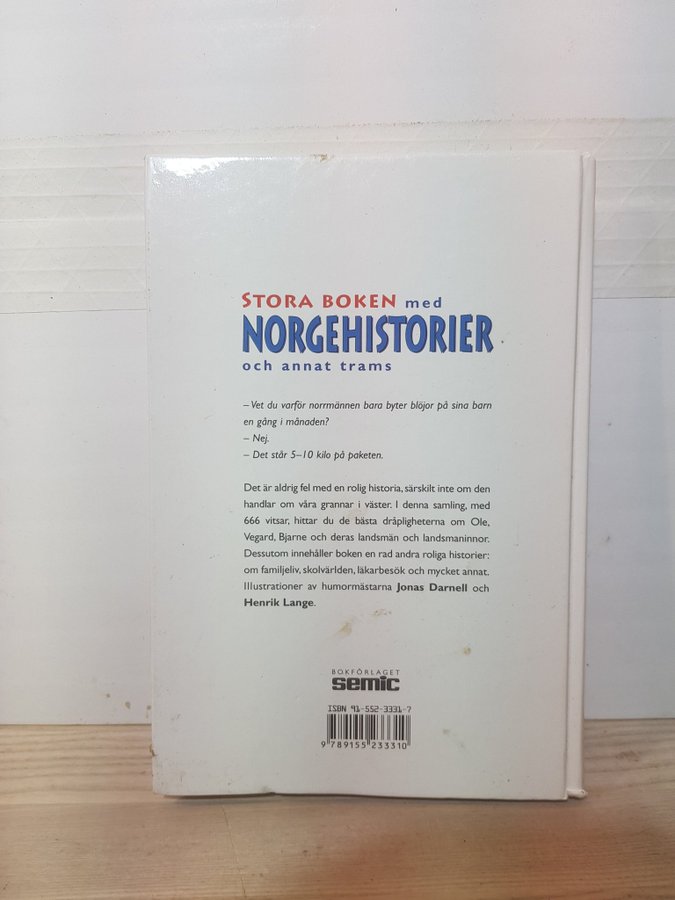 STORA BOKEN med
NORGEHISTORIER
och annat trams
– Vet du varför norrmännen bara byter blöjor på sina barn
en gång i månaden?
– Nej.
– Det står 5–10 kilo på paketen.
Det är aldrig fel med en rolig historia, särskilt inte om den
handlar om våra grannar i väster. I denna samling, med
666 vitsar, hittar du de bästa dråpligheterna om Ole,
Vegard, Bjarne och deras landsmän och landsmaninnor.
Dessutom innehåller boken en rad andra roliga historier:
om familjeliv, skolvärlden, läkarbesök och mycket annat.
Illustrationer av humormästarna Jonas Darnell och
Henrik Lange.
BOKFÖRLAGET
semic
ISBN 91-552-3331-7
9 789155 233310